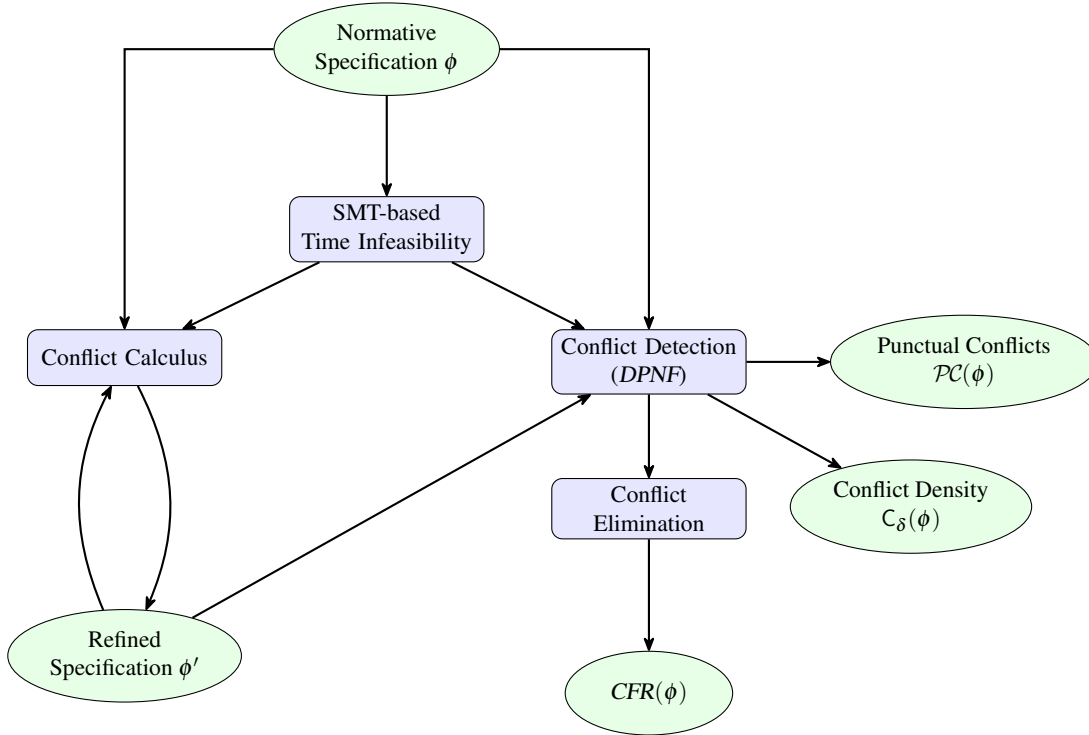 Normative
Specification ϕ
SMT-based
Time Infeasibility
Conflict Calculus
Conflict Detection
(DPNF)
Punctual Conflicts
𝒫𝒞(ϕ)
Conflict Density
C_δ(ϕ)
Conflict
Elimination
Refined
Specification ϕ′
CFR(ϕ)